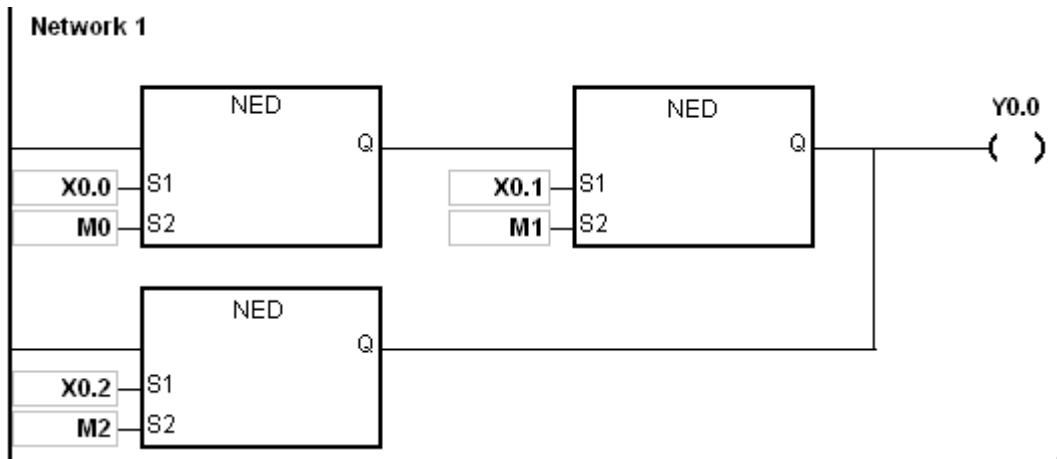 Network 1
NED
Q
X0.0 S1
M0 S2
NED
Q
X0.1 S1
M1 S2
Y0.0
NED
Q
X0.2 S1
M2 S2